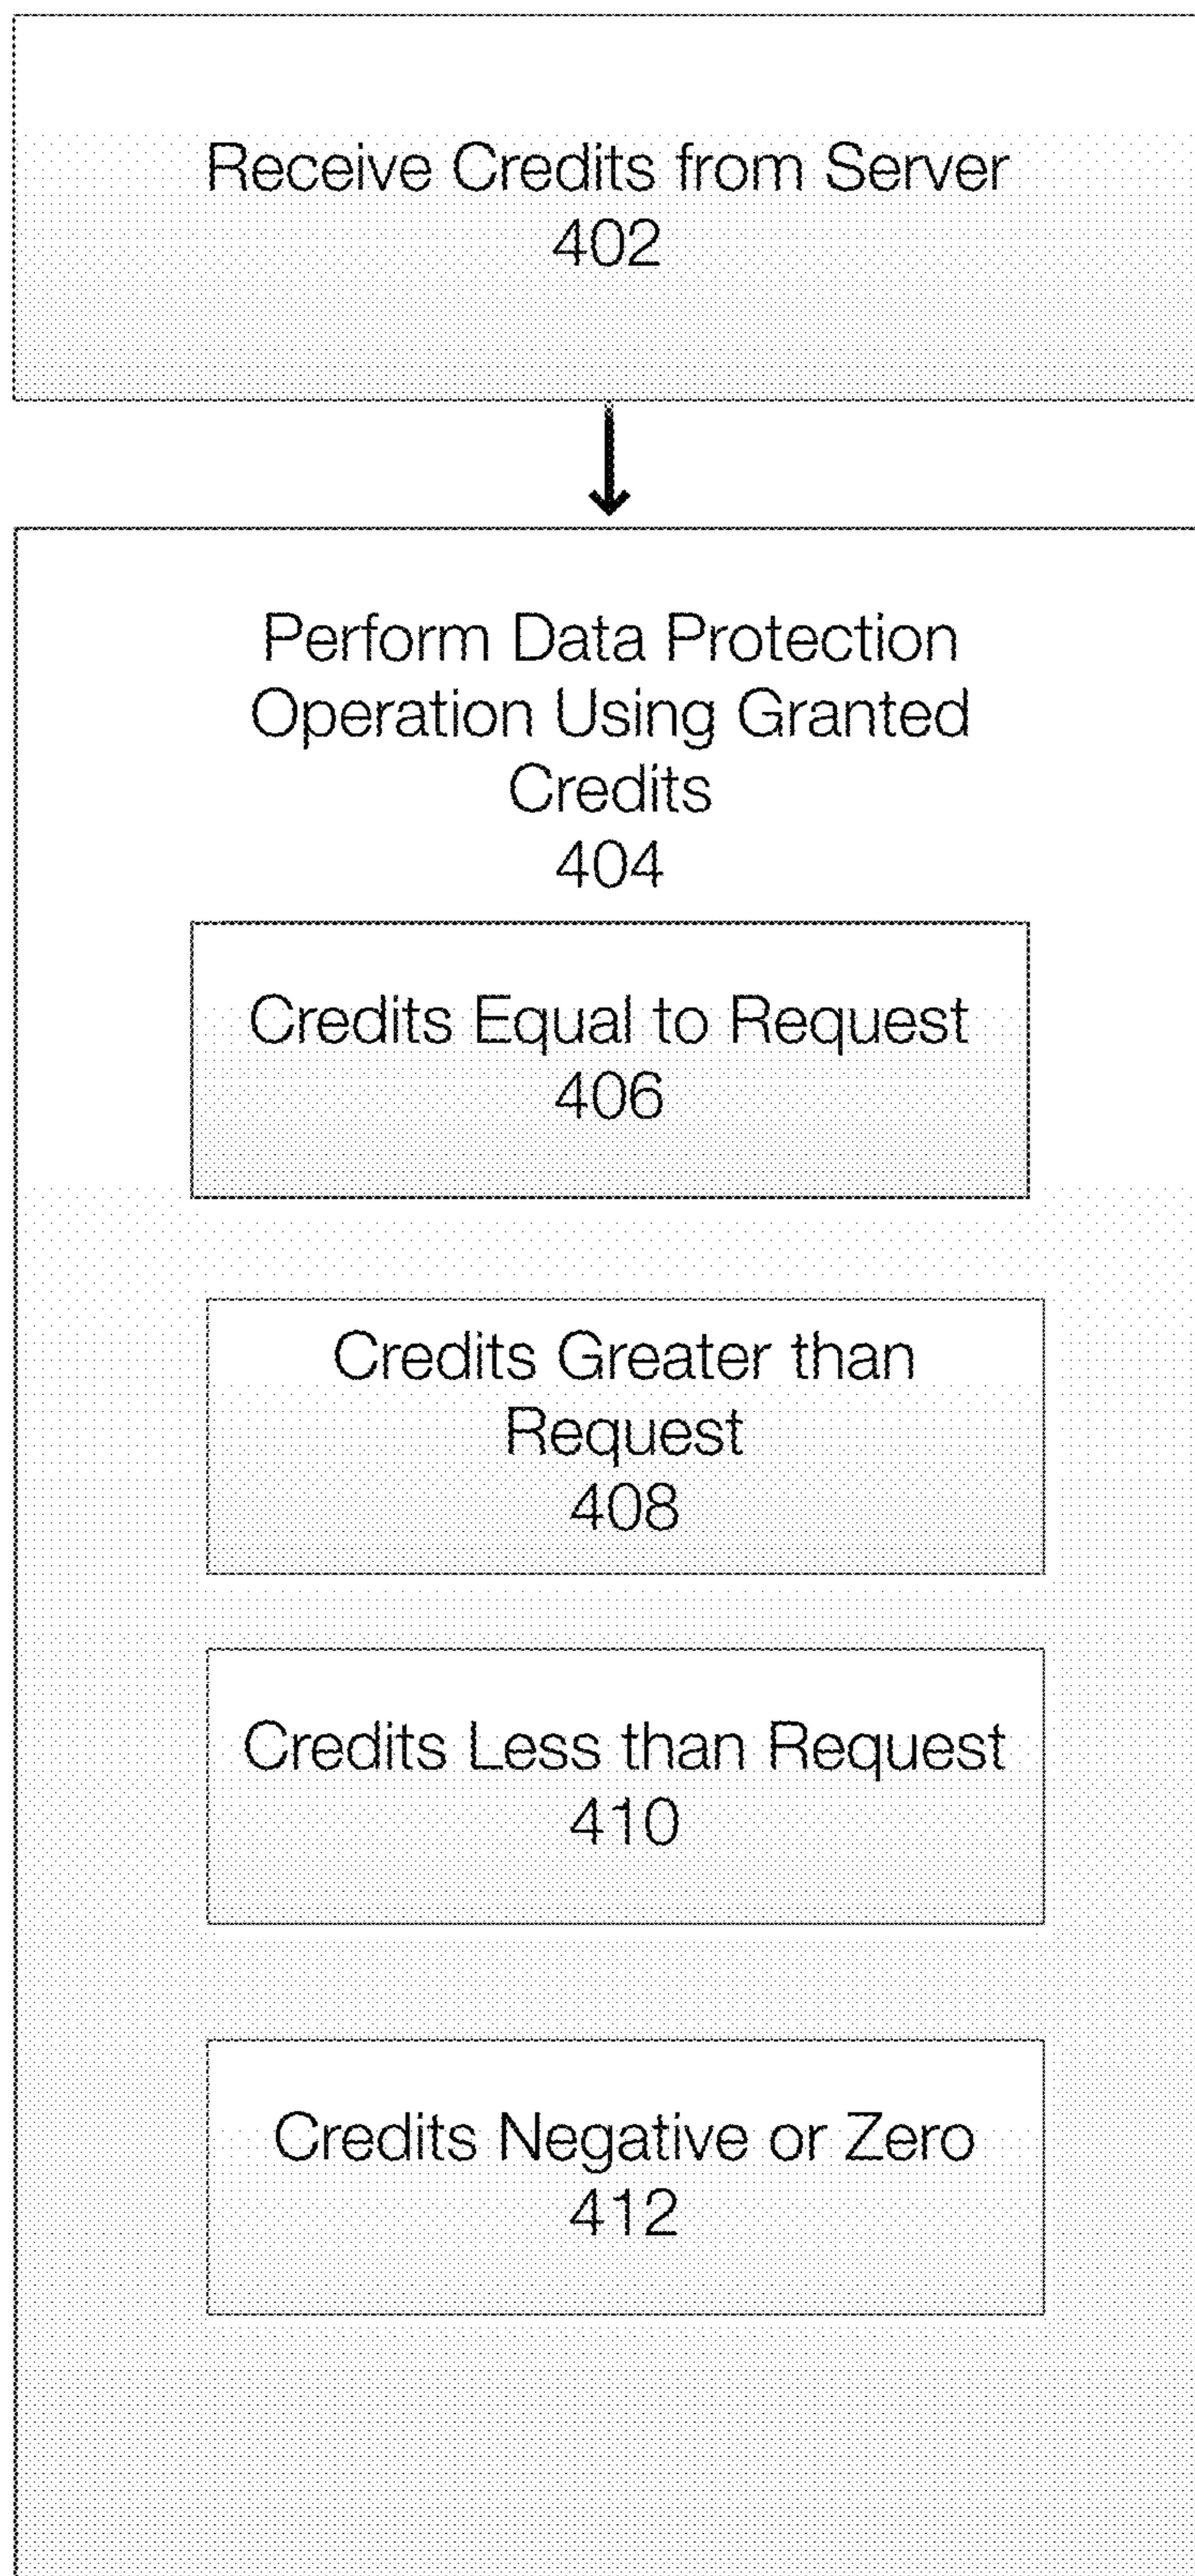 Receive Credits from Server
402
Perform Data Protection
Operation Using Granted
Credits
404
Credits Equal to Request
406
Credits Greater than
Request
408
Credits Less than Request
410
Credits Negative or Zero
412